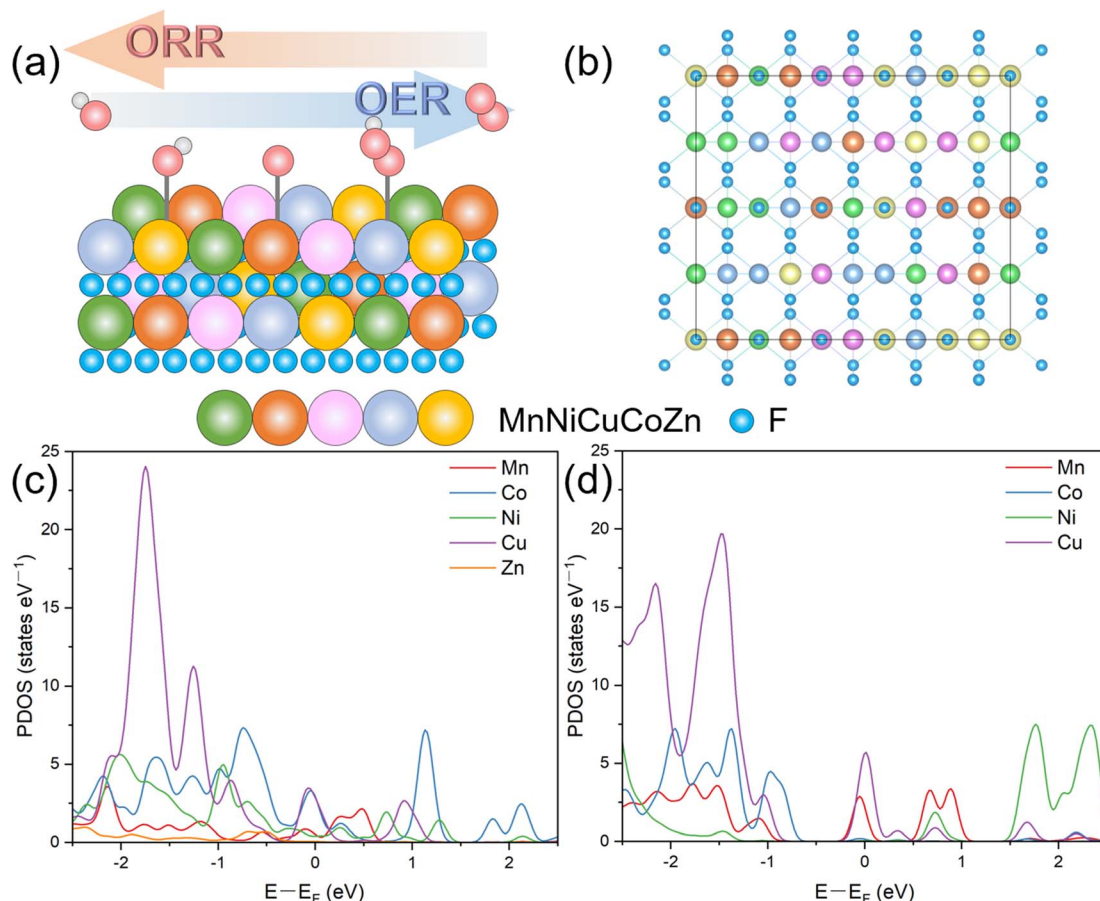 (a)
ORR
OER
(b)
MnNiCuCoZn
F
(c)
25
20
15
10
5
0
PDOS (states eV⁻¹)
Mn
Co
Ni
Cu
Zn
-2
-1
0
1
2
E−E_F (eV)
(d)
25
20
15
10
5
0
PDOS (states eV⁻¹)
Mn
Co
Ni
Cu
-2
-1
0
1
2
E−E_F (eV)